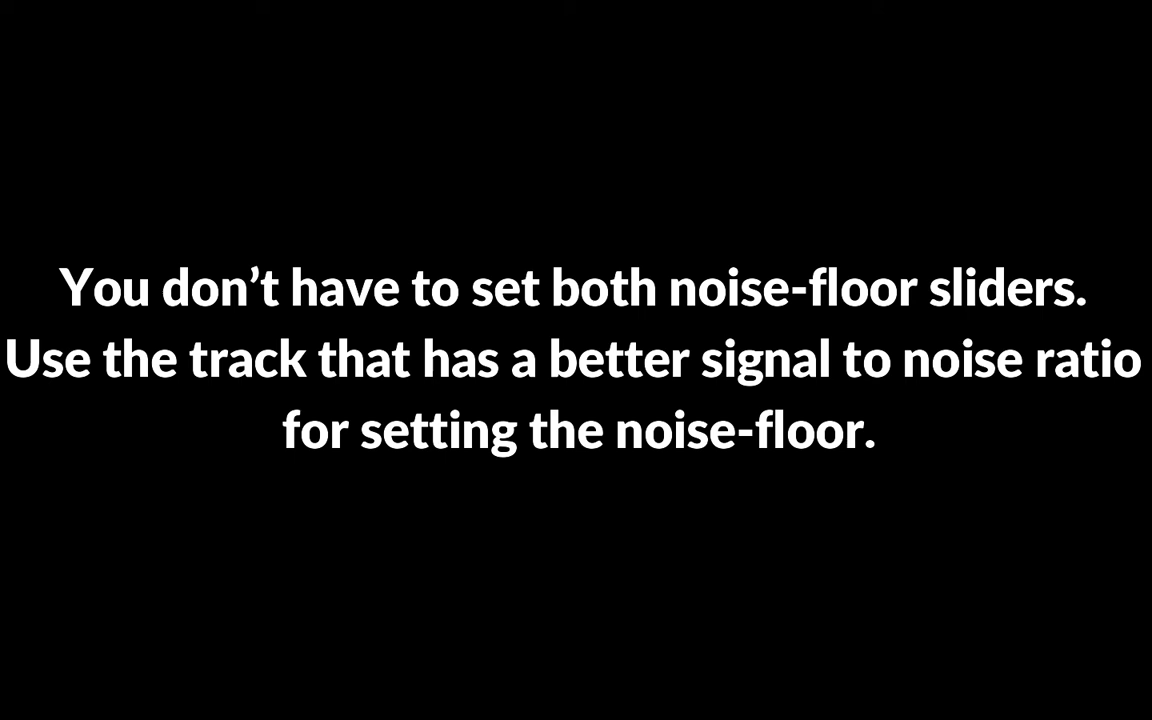 You don’t have to set both noise-floor sliders.
Use the track that has a better signal to noise ratio
for setting the noise-floor.